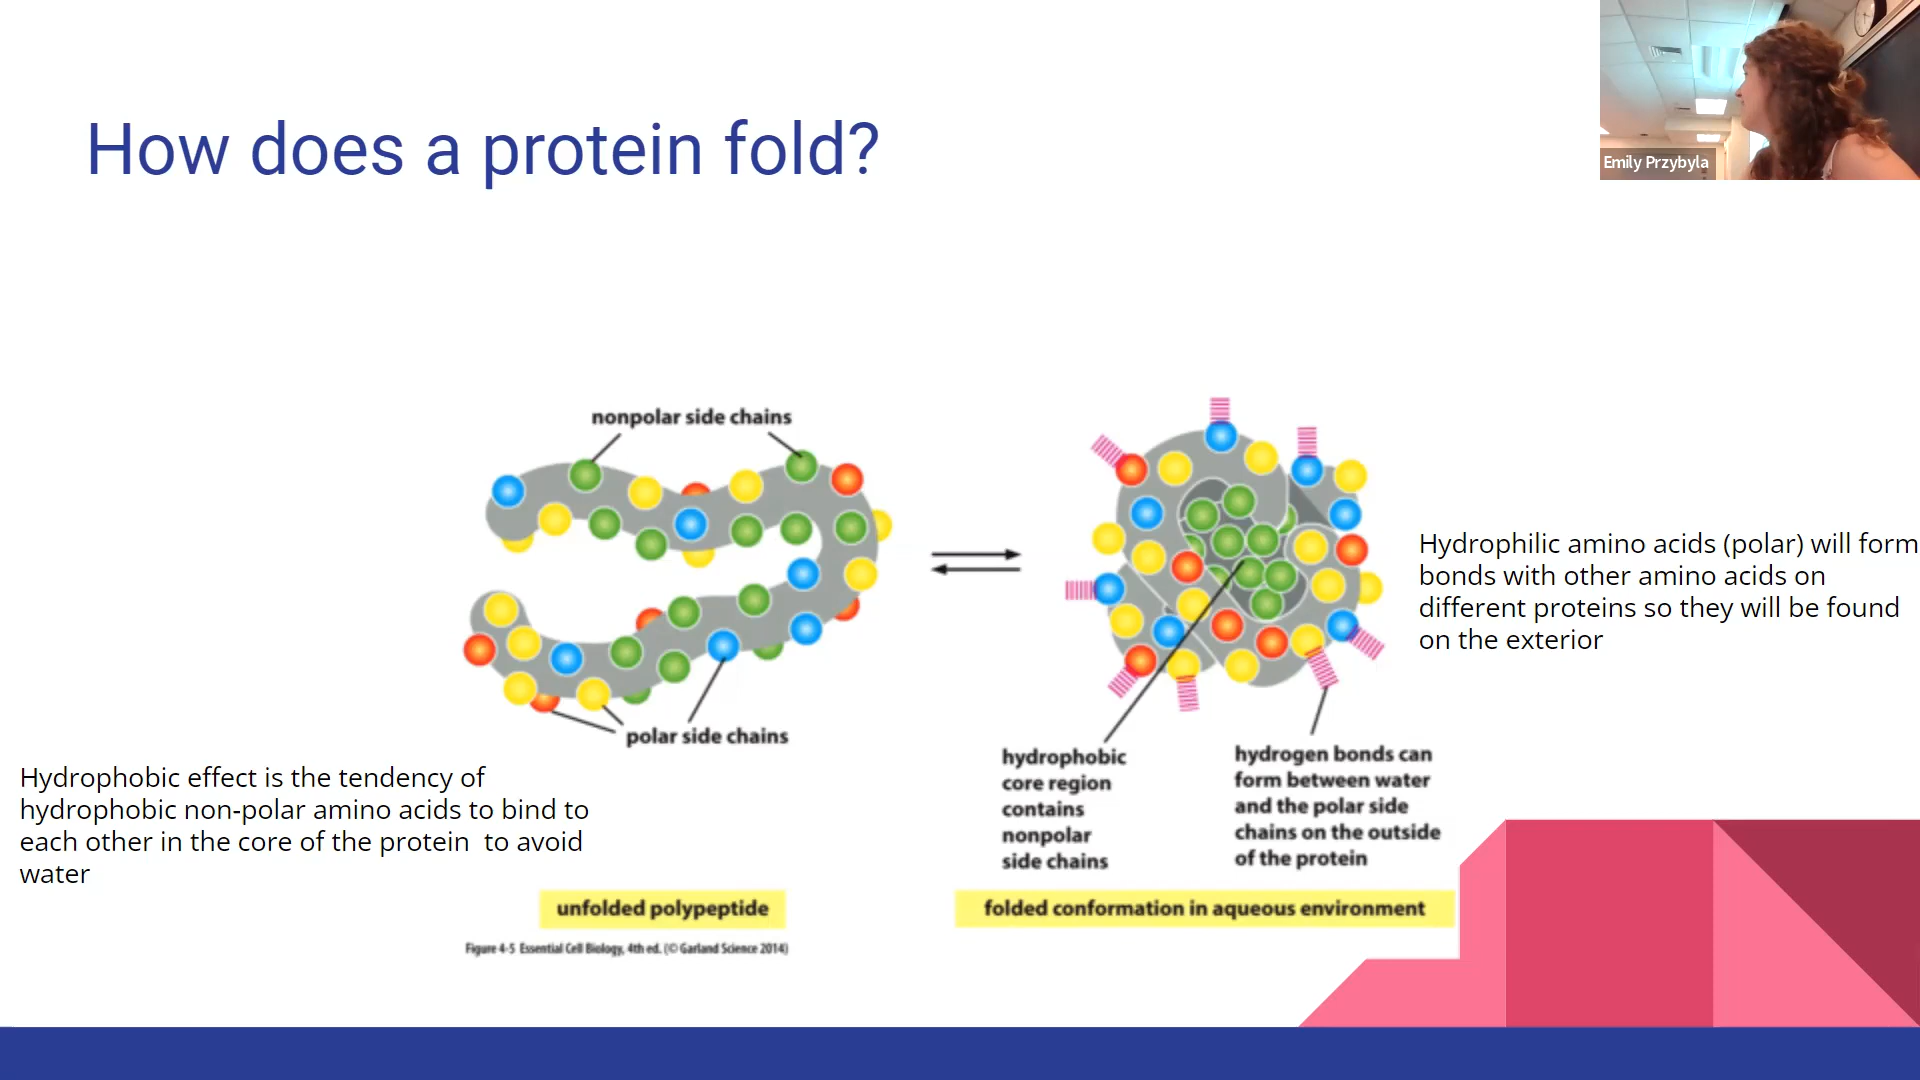 How does a protein fold?
Emily Przybyla
nonpolar side chains
polar side chains
Hydrophilic amino acids (polar) will form
bonds with other amino acids on
different proteins so they will be found
on the exterior
Hydrophobic effect is the tendency of
hydrophobic non-polar amino acids to bind to
each other in the core of the protein  to avoid
water
hydrophobic
core region
contains
nonpolar
side chains
hydrogen bonds can
form between water
and the polar side
chains on the outside
of the protein
unfolded polypeptide
folded conformation in aqueous environment
Figure 4-5 Essential Cell Biology, 4th ed. (© Garland Science 2014)